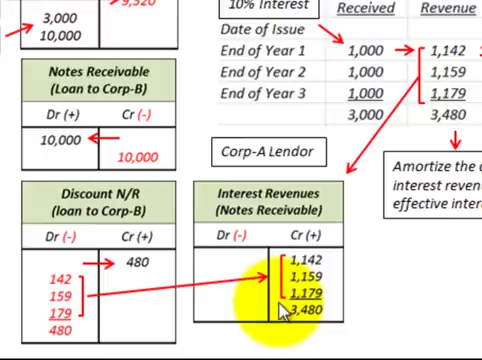 9,520
3,000
10,000
10% Interest
Received
Revenue
Date of Issue
End of Year 1 1,000 1,142
End of Year 2 1,000 1,159
End of Year 3 1,000 1,179
3,000 3,480
Notes Receivable
(Loan to Corp-B)
Dr (+) Cr (-)
10,000
10,000
Corp-A Lendor
Amortize the
interest reven
effective inter
Discount N/R
(loan to Corp-B)
Dr (-) Cr (+)
480
142
159
179
480
Interest Revenues
(Notes Receivable)
Dr (-) Cr (+)
1,142
1,159
1,179
3,480